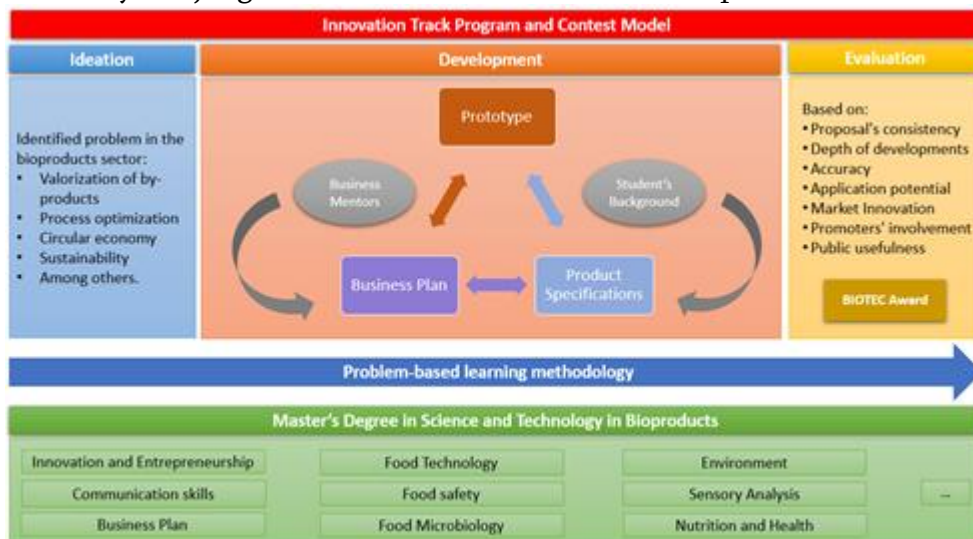 Innovation Track Program and Contest Model
Ideation
Identified problem in the
bioproducts sector:
• Valorization of by-
products
• Process optimization
• Circular economy
• Sustainability
• Among others.
Development
Prototype
Business
Mentors
Student's
Background
Business Plan
Product
Specifications
Evaluation
Based on:
• Proposal's consistency
• Depth of developments
• Accuracy
• Application potential
• Market Innovation
• Promoters' involvement
• Public usefulness
BIOTEC Award
Problem-based learning methodology
Master's Degree in Science and Technology in Bioproducts
Innovation and Entrepreneurship
Food Technology
Environment
Communication skills
Food safety
Sensory Analysis
...
Business Plan
Food Microbiology
Nutrition and Health